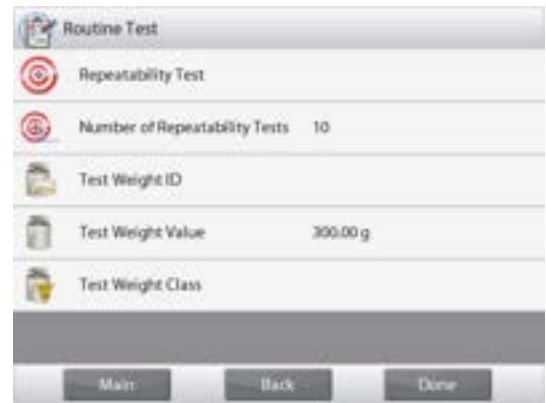 Routine Test
Repeatability Test
Number of Repeatability Tests 10
Test Weight ID
Test Weight Value 300.00 g
Test Weight Class
Main Back Done